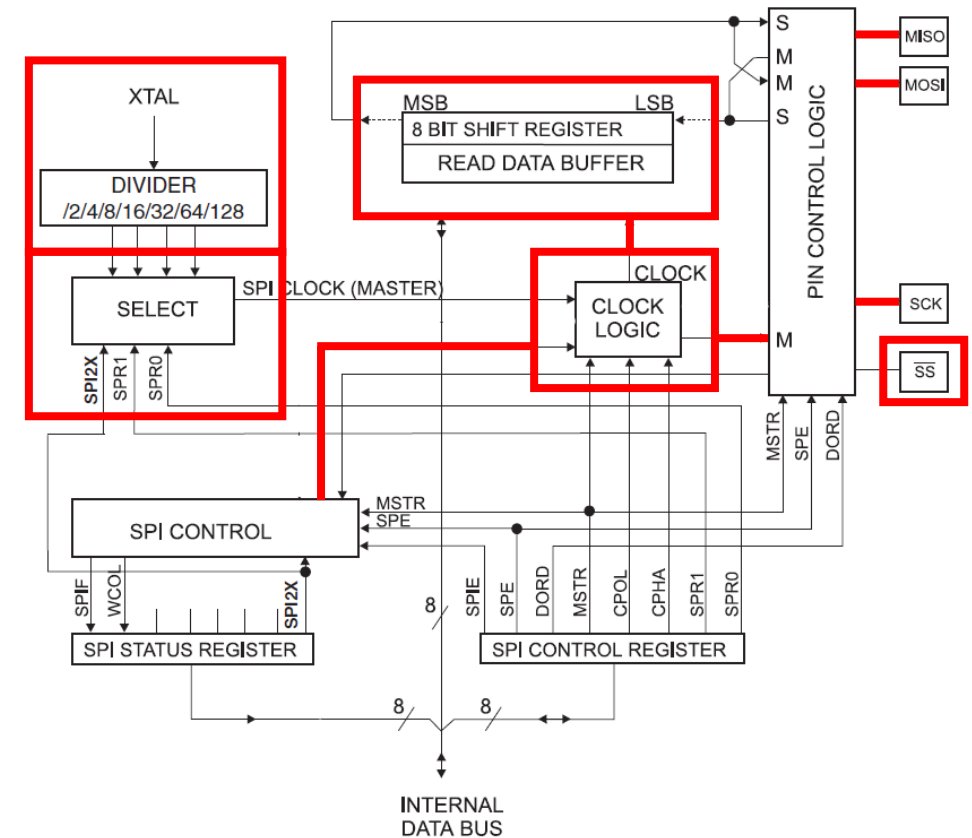 XTAL
DIVIDER
/2/4/8/16/32/64/128
SELECT
SPI2X
SPR1
SPR0
SPI CLOCK (MASTER)
MSB
LSB
8 BIT SHIFT REGISTER
READ DATA BUFFER
CLOCK
CLOCK
LOGIC
S
M
M
S
M
PIN CONTROL LOGIC
MISO
MOSI
SCK
SS
MSTR
SPE
DORD
SPI CONTROL
MSTR
SPE
SPIF
WCOL
SPI2X
SPI STATUS REGISTER
8
SPIE
SPE
DORD
MSTR
CPOL
CPHA
SPR1
SPR0
SPI CONTROL REGISTER
8
8
INTERNAL
DATA BUS